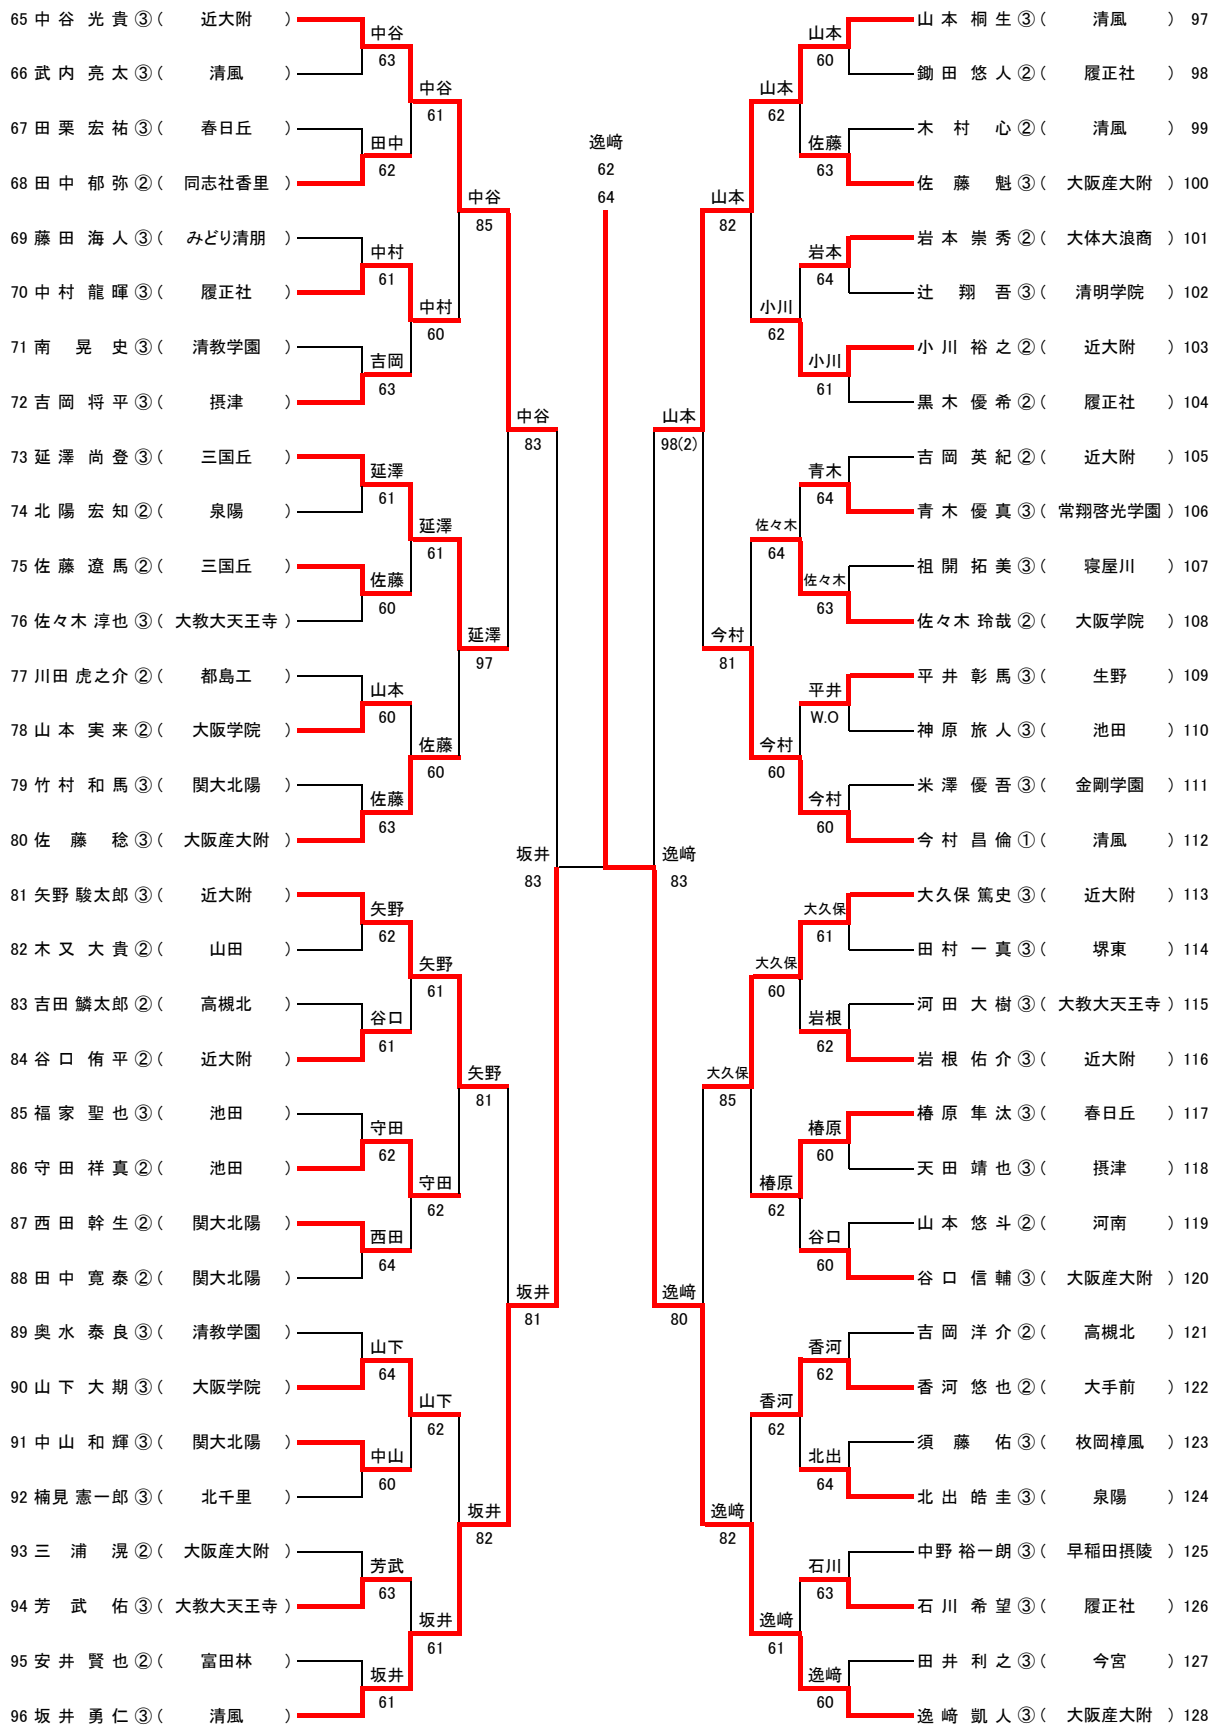 65 中谷 光貴 ③ ( 近大附 )
66 武内 亮太 ③ ( 清風 )
67 田栗 宏祐 ③ ( 春日丘 )
68 田中 郁弥 ② ( 同志社香里 )
69 藤田 海人 ③ ( みどり清朋 )
70 中村 龍暉 ③ ( 履正社 )
71 南 晃史 ③ ( 清教学園 )
72 吉岡 将平 ③ ( 摂津 )
73 延澤 尚登 ③ ( 三国丘 )
74 北陽 宏知 ② ( 泉陽 )
75 佐藤 遼馬 ② ( 三国丘 )
76 佐々木 淳也 ③ ( 大教大天王寺 )
77 川田 虎之介 ② ( 都島工 )
78 山本 実来 ② ( 大阪学院 )
79 竹村 和馬 ③ ( 関大北陽 )
80 佐藤 稔 ③ ( 大阪産大附 )
81 矢野 駿太郎 ③ ( 近大附 )
82 木又 大貴 ② ( 山田 )
83 吉田 鱗太郎 ② ( 高槻北 )
84 谷口 侑平 ② ( 近大附 )
85 福家 聖也 ③ ( 池田 )
86 守田 祥真 ② ( 池田 )
87 西田 幹生 ② ( 関大北陽 )
88 田中 寛泰 ② ( 関大北陽 )
89 奥水 泰良 ③ ( 清教学園 )
90 山下 大期 ③ ( 大阪学院 )
91 中山 和輝 ③ ( 関大北陽 )
92 楠見 憲一郎 ③ ( 北千里 )
93 三浦 滉 ② ( 大阪産大附 )
94 芳武 佑 ③ ( 大教大天王寺 )
95 安井 賢也 ② ( 富田林 )
96 坂井 勇仁 ③ ( 清風 )
中谷
63
田中
62
中村
61
吉岡
63
延澤
61
佐藤
60
山本
60
佐藤
63
矢野
62
谷口
61
守田
62
西田
64
山下
64
中山
60
芳武
63
坂井
61
中谷
61
中村
60
延澤
61
佐藤
60
矢野
61
守田
62
山下
62
坂井
61
中谷
85
延澤
97
矢野
81
坂井
82
中谷
83
坂井
81
坂井
83
逸﨑
62
64
逸﨑
83
山本
98(2)
逸﨑
80
山本
82
今村
81
大久保
85
逸﨑
82
山本
62
小川
62
佐々木
64
今村
60
大久保
60
椿原
62
香河
62
逸﨑
61
山本
60
佐藤
63
岩本
64
小川
61
青木
64
佐々木
63
平井
W.O
今村
60
大久保
61
岩根
62
椿原
60
谷口
60
香河
62
北出
64
石川
63
逸﨑
60
山本 桐生 ③ ( 清風 ) 97
鋤田 悠人 ② ( 履正社 ) 98
木村 心 ② ( 清風 ) 99
佐藤 魁 ③ ( 大阪産大附 ) 100
岩本 崇秀 ② ( 大体大浪商 ) 101
辻 翔吾 ③ ( 清明学院 ) 102
小川 裕之 ② ( 近大附 ) 103
黒木 優希 ② ( 履正社 ) 104
吉岡 英紀 ② ( 近大附 ) 105
青木 優真 ③ ( 常翔啓光学園 ) 106
祖開 拓美 ③ ( 寝屋川 ) 107
佐々木 玲哉 ② ( 大阪学院 ) 108
平井 彰馬 ③ ( 生野 ) 109
神原 旅人 ③ ( 池田 ) 110
米澤 優吾 ③ ( 金剛学園 ) 111
今村 昌倫 ① ( 清風 ) 112
大久保 篤史 ③ ( 近大附 ) 113
田村 一真 ③ ( 堺東 ) 114
河田 大樹 ③ ( 大教大天王寺 ) 115
岩根 佑介 ③ ( 近大附 ) 116
椿原 隼汰 ③ ( 春日丘 ) 117
天田 靖也 ③ ( 摂津 ) 118
山本 悠斗 ② ( 河南 ) 119
谷口 信輔 ③ ( 大阪産大附 ) 120
吉岡 洋介 ② ( 高槻北 ) 121
香河 悠也 ② ( 大手前 ) 122
須藤 佑 ③ ( 枚岡樟風 ) 123
北出 皓圭 ③ ( 泉陽 ) 124
中野 裕一朗 ③ ( 早稲田摂陵 ) 125
石川 希望 ③ ( 履正社 ) 126
田井 利之 ③ ( 今宮 ) 127
逸﨑 凱人 ③ ( 大阪産大附 ) 128